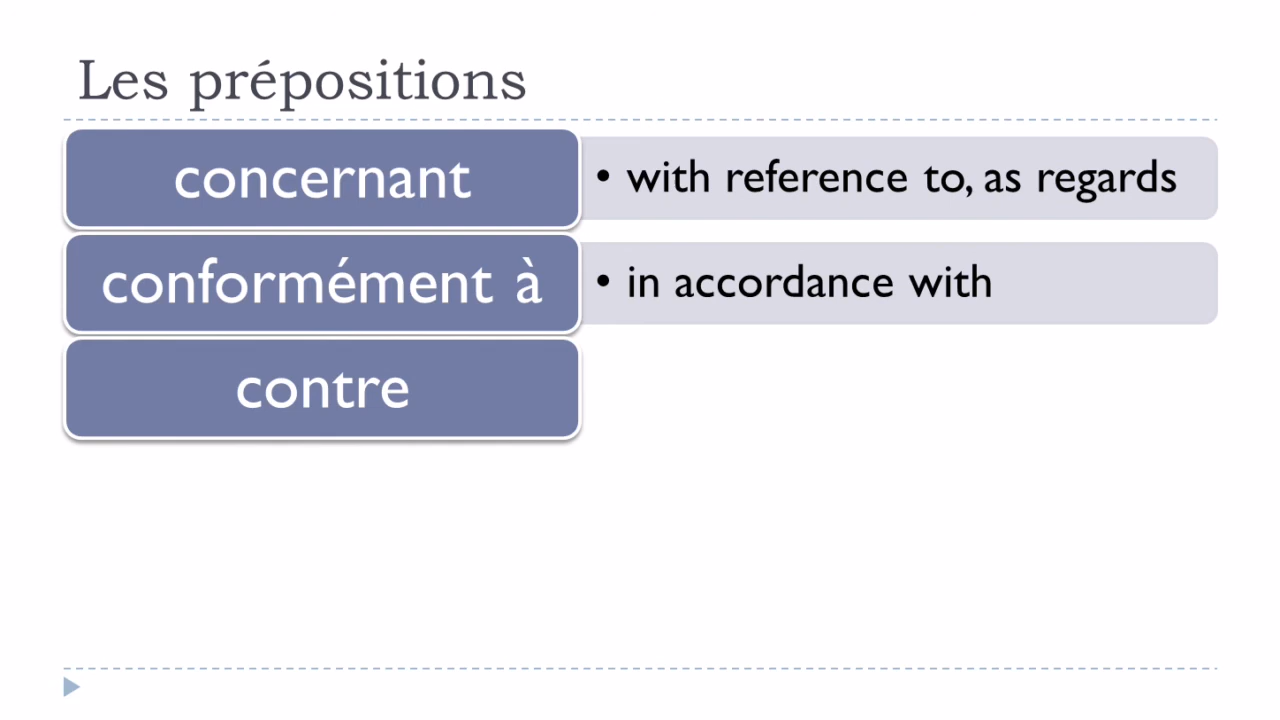 Les prépositions
concernant
• with reference to, as regards
conformément à
• in accordance with
contre